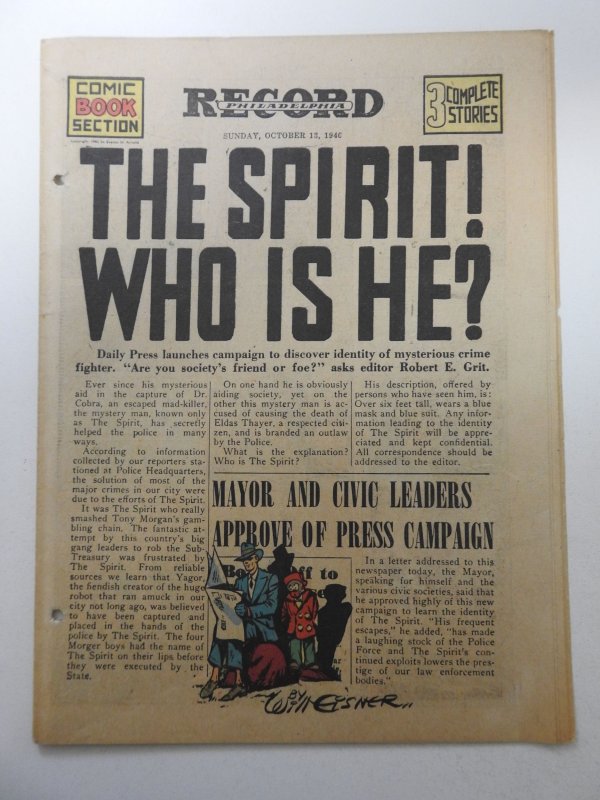 COMIC
BOOK
SECTION
RECORD
PHILADELPHIA
3 COMPLETE
STORIES
SUNDAY, OCTOBER 13, 1940
THE SPIRIT!
WHO IS HE?
Daily Press launches campaign to discover identity of mysterious crime
fighter. "Are you society's friend or foe?" asks editor Robert E. Grit.
Ever since his mysterious
aid in the capture of Dr.
Cobra, an escaped mad-killer,
the mystery man, known only
as The Spirit, has secretly
helped the police in many
ways.
According to information
collected by our reporters sta-
tioned at Police Headquarters,
the solution of most of the
major crimes in our city were
due to the efforts of The Spirit.
It was The Spirit who really
smashed Tony Morgan's gam-
bling chain. The fantastic at-
tempt by this country's big
gang leaders to rob the Sub-
Treasury was frustrated by
The Spirit. From reliable
sources we learn that Yagor,
the fiendish creator of the huge
robot that ran amuck in our
city not long ago, was believed
to have been captured and
placed in the hands of the
police by The Spirit. The four
Morger boys had the name of
The Spirit on their lips before
they were executed by the
State.
On one hand he is obviously
aiding society, yet on the
other this mystery man is ac-
cused of causing the death of
Eldas Thayer, a respected citi-
zen, and is branded an outlaw
by the Police.
What is the explanation?
Who is The Spirit?
His description, offered by
persons who have seen him, is:
Over six feet tall, wears a blue
mask and blue suit. Any infor-
mation leading to the identity
of The Spirit will be appre-
ciated and kept confidential.
All correspondence should be
addressed to the editor.
MAYOR AND CIVIC LEADERS
APPROVE OF PRESS CAMPAIGN
In a letter addressed to this
newspaper today, the Mayor,
speaking for himself and the
various civic societies, said that
he approved highly of this new
campaign to learn the identity
of The Spirit. "His frequent
escapes," he added, "has made
a laughing stock of the Police
Force and The Spirit's con-
tinued exploits lowers the pres-
tige of our law enforcement
bodies."
BY
Will EISNER